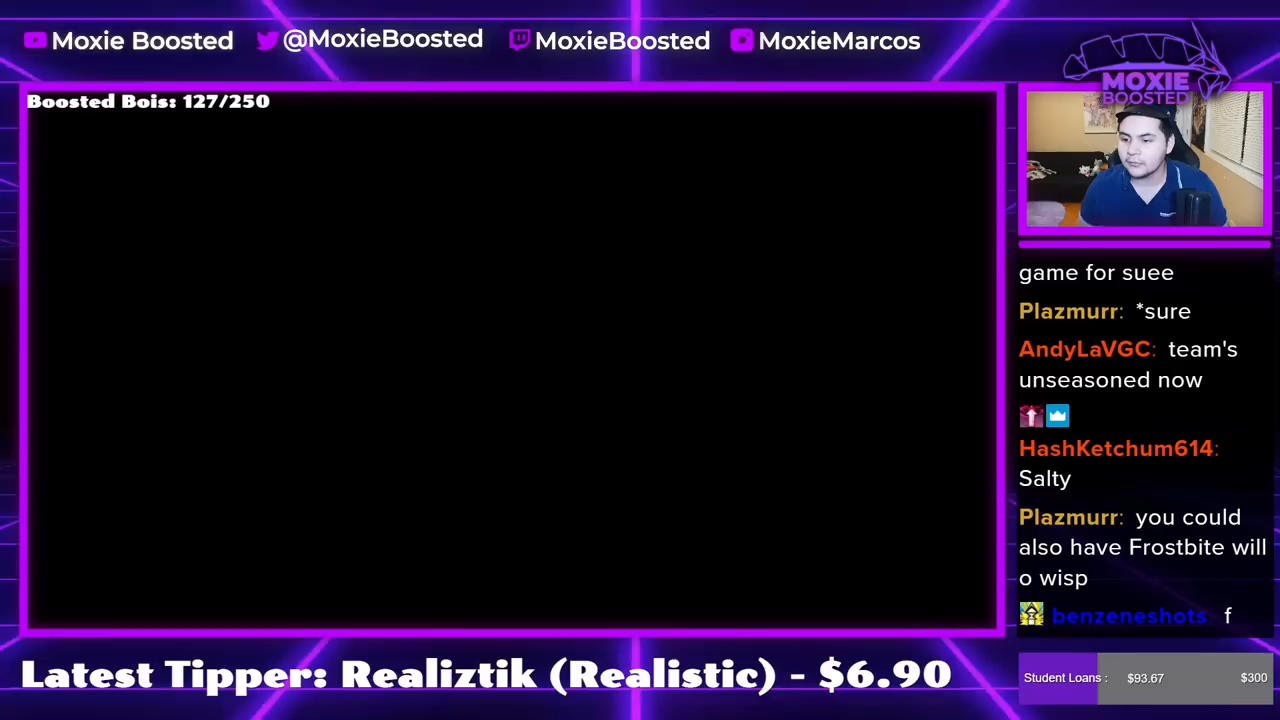 Moxie Boosted @MoxieBoosted MoxieBoosted MoxieMarcos
MOXIE
BOOSTED
Boosted Bois: 127/250
game for suee
Plazmurr: *sure
AndyLaVGC: team's
unseasoned now
HashKetchum614:
Salty
Plazmurr: you could
also have Frostbite will
o wisp
benzeneshots: f
Latest Tipper: Realiztik (Realistic) - $6.90
Student Loans : $93.67 $300